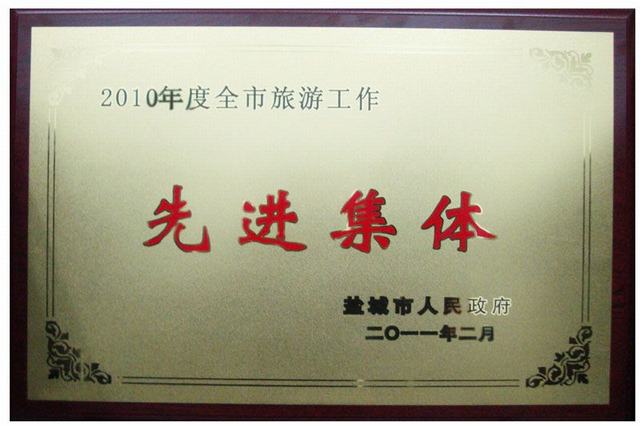 2010年度全市旅游工作
先进集体
盐城市人民政府
二〇一一年二月